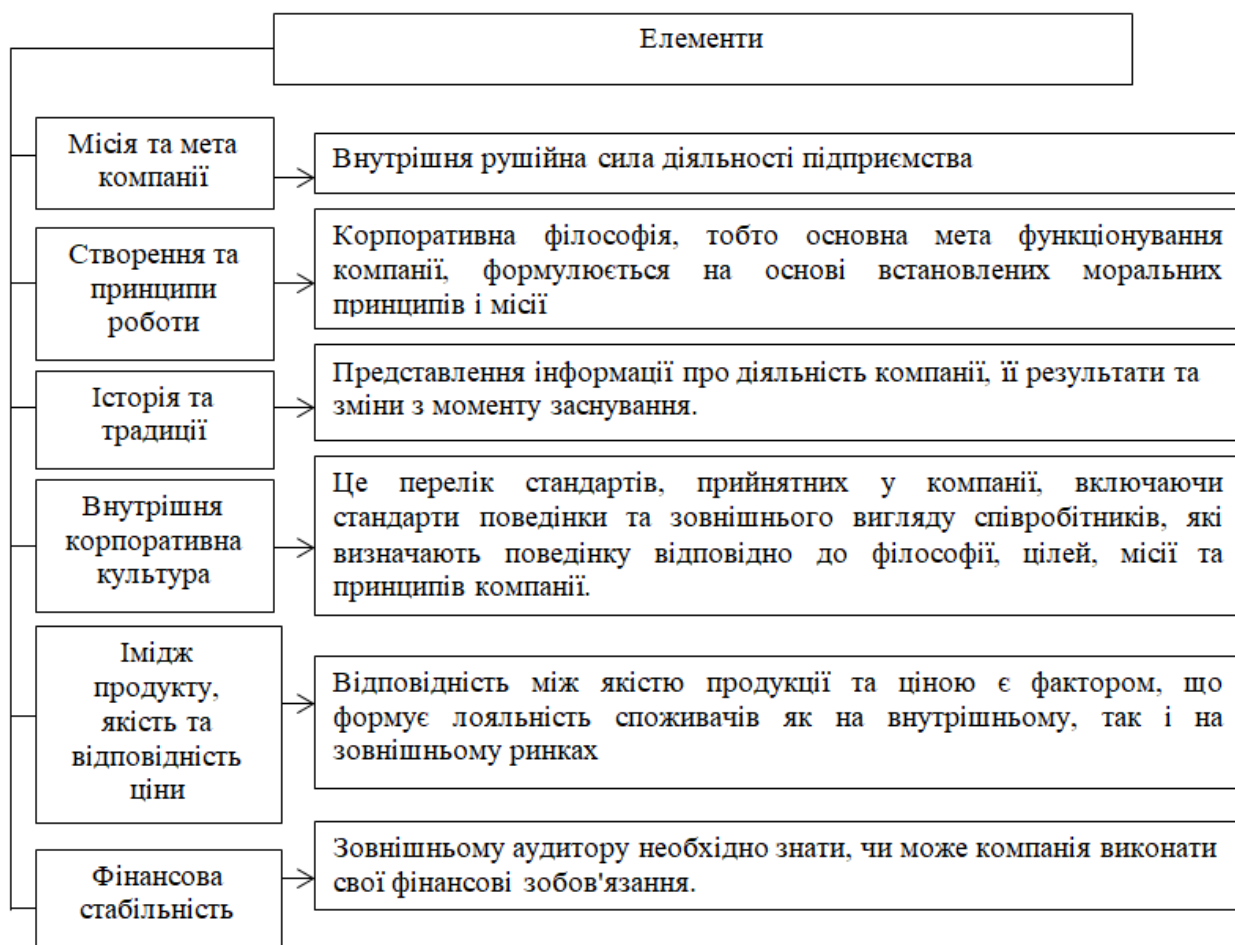 Елементи
Місія та мета
компанії
Внутрішня рушійна сила діяльності підприємства
Створення та
принципи
роботи
Корпоративна філософія, тобто основна мета функціонування
компанії, формулюється на основі встановлених моральних
принципів і місії
Історія та
традиції
Представлення інформації про діяльність компанії, її результати та
зміни з моменту заснування.
Внутрішня
корпоративна
культура
Це перелік стандартів, прийнятних у компанії, включаючи
стандарти поведінки та зовнішнього вигляду співробітників, які
визначають поведінку відповідно до філософії, цілей, місії та
принципів компанії.
Імідж
продукту,
якість та
відповідність
ціни
Відповідність між якістю продукції та ціною є фактором, що
формує лояльність споживачів як на внутрішньому, так і на
зовнішньому ринках
Фінансова
стабільність
Зовнішньому аудитору необхідно знати, чи може компанія виконати
свої фінансові зобов'язання.